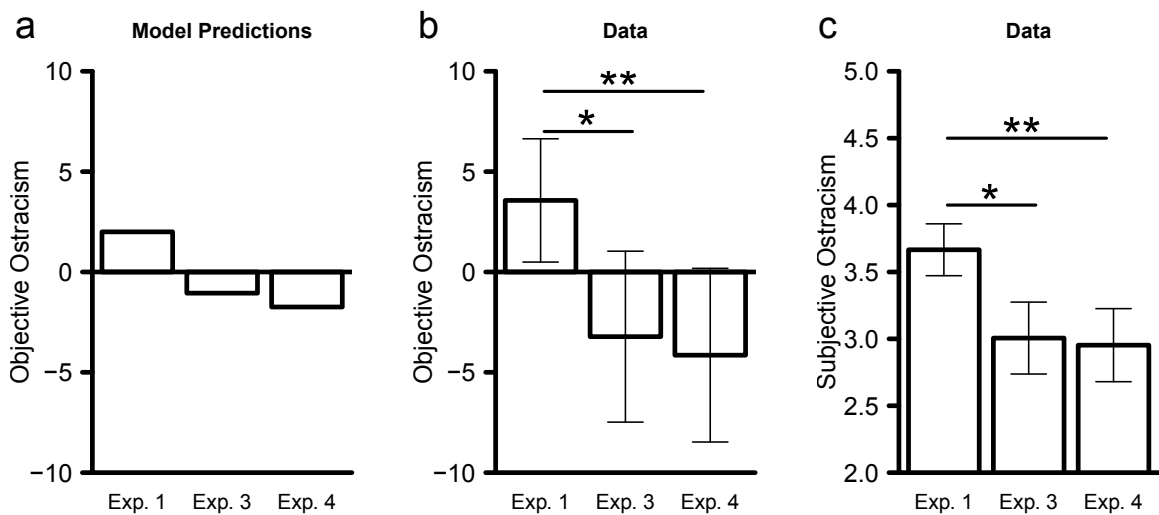 a
Model Predictions
Objective Ostracism
10
5
0
−5
−10
Exp. 1
Exp. 3
Exp. 4
b
Data
Objective Ostracism
10
5
0
−5
−10
**
*
Exp. 1
Exp. 3
Exp. 4
c
Data
Subjective Ostracism
5.0
4.5
4.0
3.5
3.0
2.5
2.0
**
*
Exp. 1
Exp. 3
Exp. 4